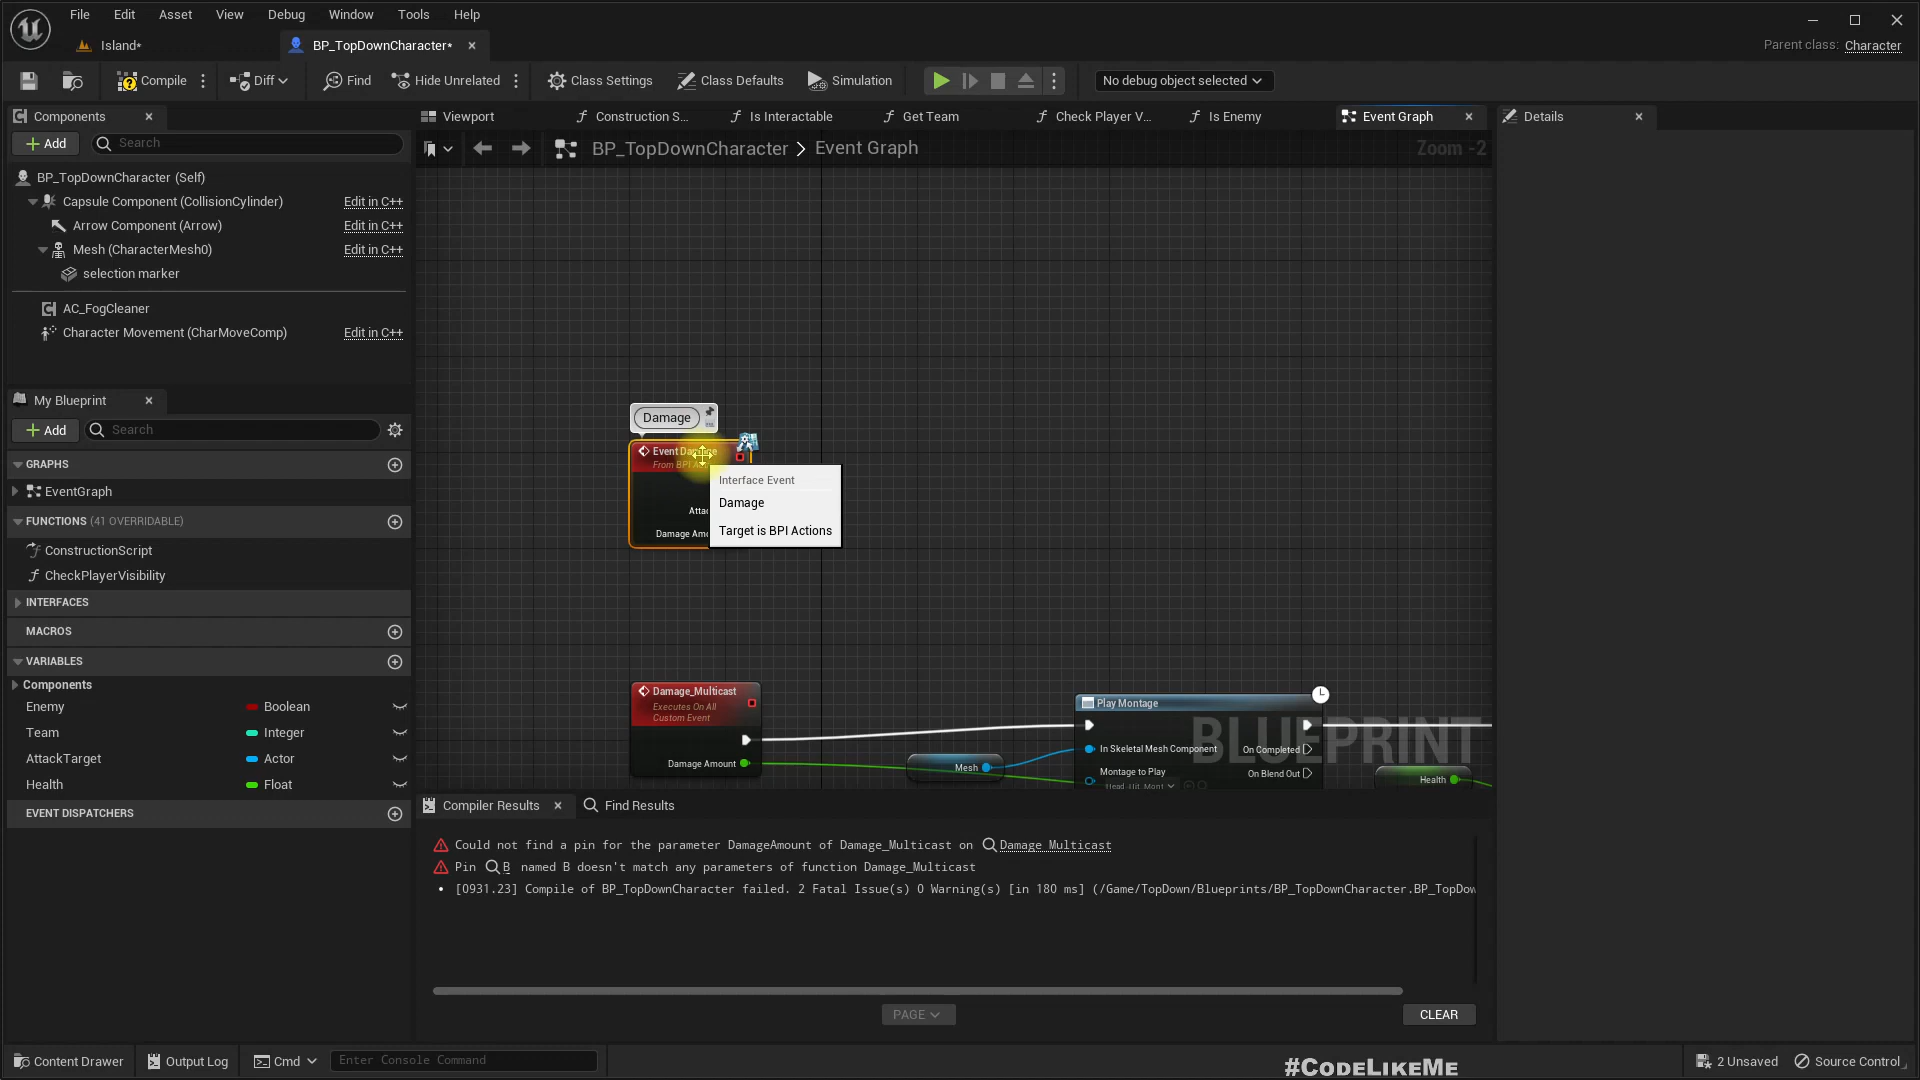 File Edit Asset View Debug Window Tools Help
Island*
BP_TopDownCharacter*
Parent class: Character
Compile
Diff
Find
Hide Unrelated
Class Settings
Class Defaults
Simulation
No debug object selected
Components
Add
Search
BP_TopDownCharacter (Self)
Capsule Component (CollisionCylinder) Edit in C++
Arrow Component (Arrow) Edit in C++
Mesh (CharacterMesh0) Edit in C++
selection marker
AC_FogCleaner
Character Movement (CharMoveComp) Edit in C++
My Blueprint
Add
Search
GRAPHS
EventGraph
FUNCTIONS (41 OVERRIDABLE)
ConstructionScript
CheckPlayerVisibility
INTERFACES
MACROS
VARIABLES
Components
Enemy Boolean
Team Integer
AttackTarget Actor
Health Float
EVENT DISPATCHERS
Viewport
Construction S...
Is Interactable
Get Team
Check Player V...
Is Enemy
Event Graph
BP_TopDownCharacter > Event Graph
Zoom -2
Damage
Event Damage
From BPI
Damage
Interface Event
Damage
Target is BPI Actions
Damage_Multicast
Executes On All
Custom Event
Damage Amount
Mesh
Play Montage
In Skeletal Mesh Component
On Completed
Montage to Play
On Blend Out
Health
BLUEPRINT
Details
Compiler Results
Find Results
Could not find a pin for the parameter DamageAmount of Damage_Multicast on Damage Multicast
Pin B named B doesn't match any parameters of function Damage_Multicast
[0931.23] Compile of BP_TopDownCharacter failed. 2 Fatal Issue(s) 0 Warning(s) [in 180 ms] (/Game/TopDown/Blueprints/BP_TopDownCharacter.BP_TopDow
PAGE
CLEAR
Content Drawer
Output Log
Cmd
Enter Console Command
#CODELIKEME
2 Unsaved
Source Control